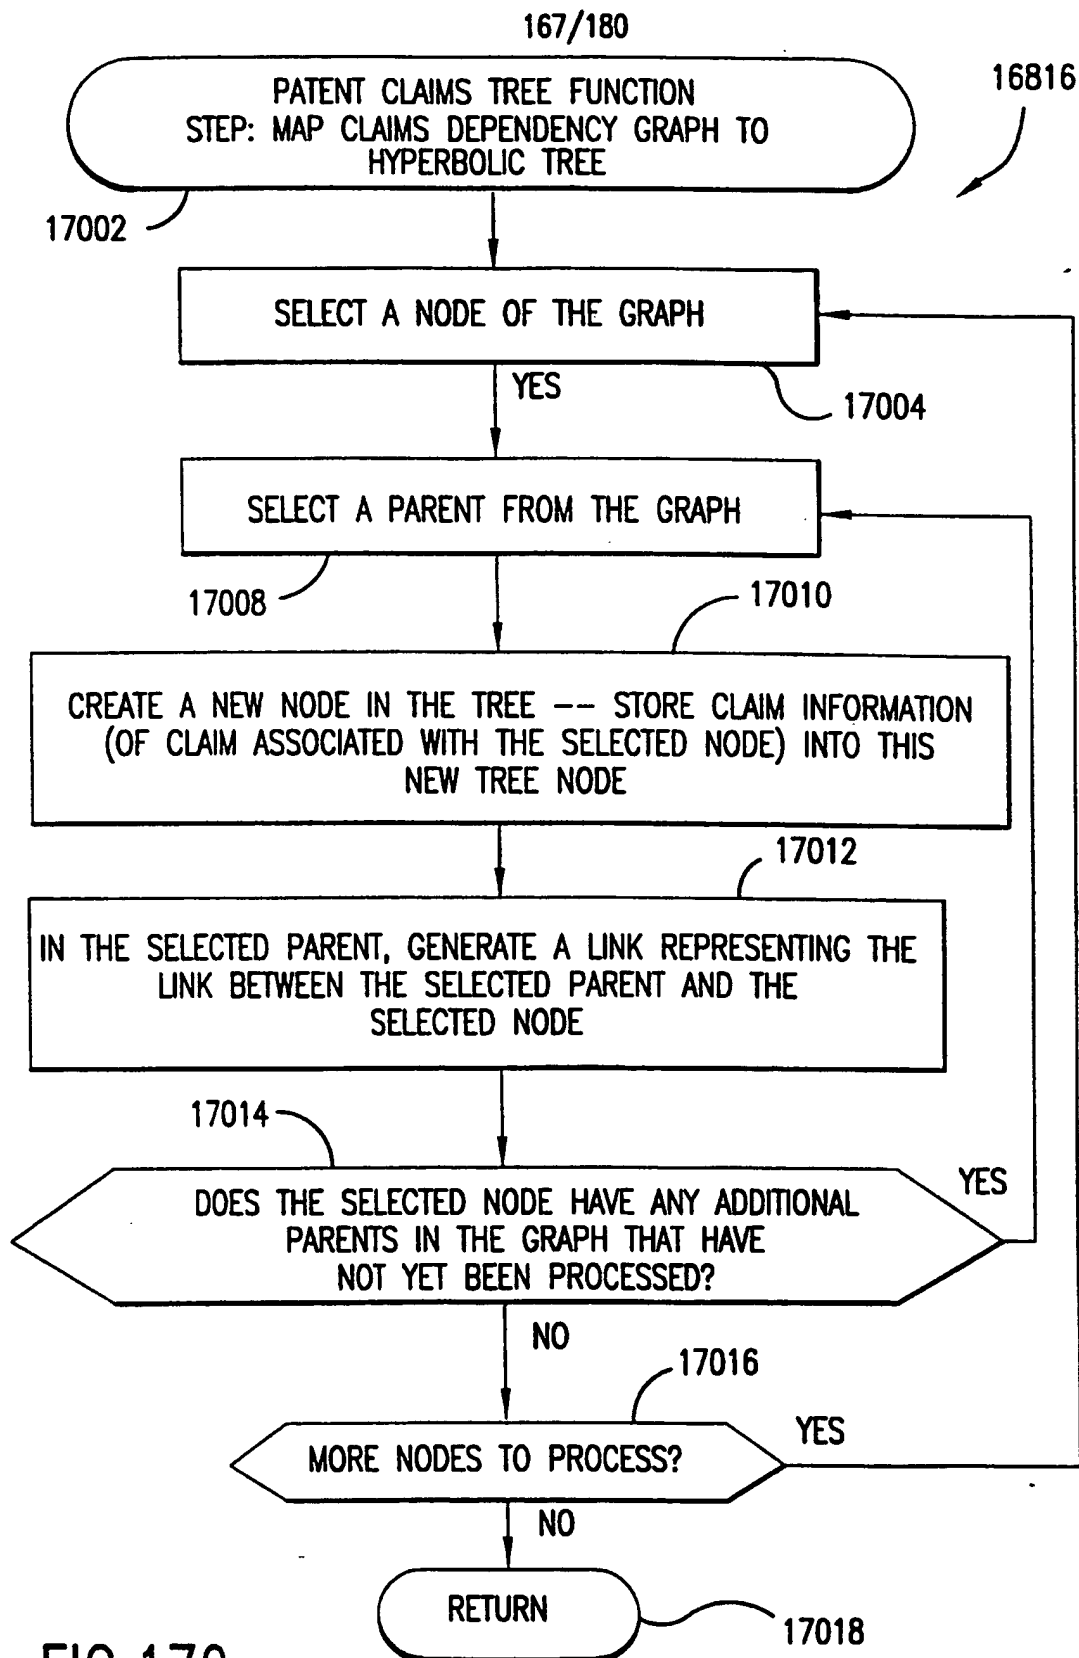 167/180
16816
PATENT CLAIMS TREE FUNCTION
STEP: MAP CLAIMS DEPENDENCY GRAPH TO
HYPERBOLIC TREE
17002
SELECT A NODE OF THE GRAPH
YES
17004
SELECT A PARENT FROM THE GRAPH
17008
17010
CREATE A NEW NODE IN THE TREE -- STORE CLAIM INFORMATION
(OF CLAIM ASSOCIATED WITH THE SELECTED NODE) INTO THIS
NEW TREE NODE
17012
IN THE SELECTED PARENT, GENERATE A LINK REPRESENTING THE
LINK BETWEEN THE SELECTED PARENT AND THE
SELECTED NODE
17014
YES
DOES THE SELECTED NODE HAVE ANY ADDITIONAL
PARENTS IN THE GRAPH THAT HAVE
NOT YET BEEN PROCESSED?
NO
17016
YES
MORE NODES TO PROCESS?
NO
RETURN
17018
FIG. 170